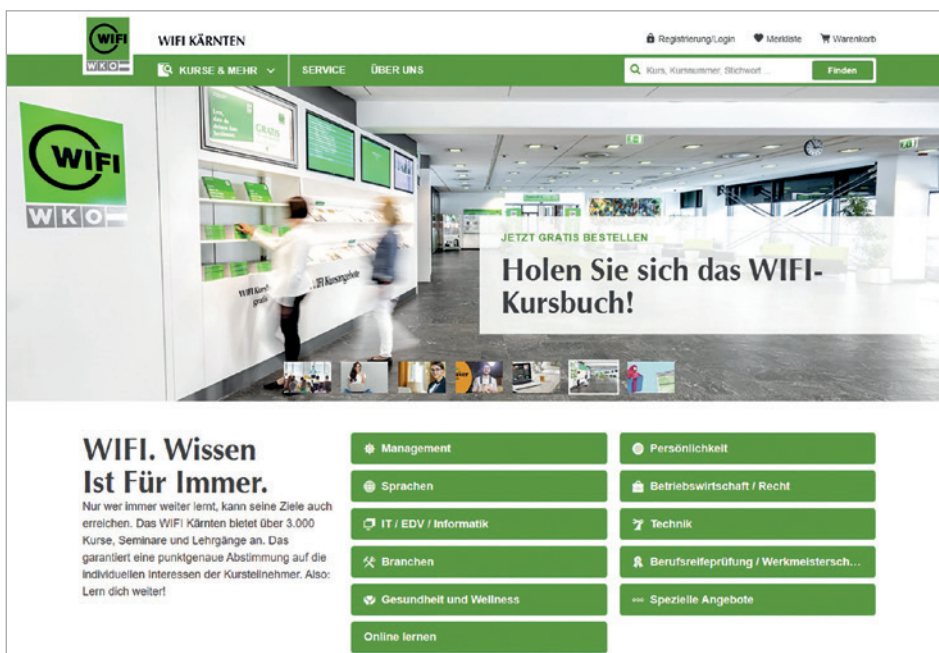 WIFI
WKO
WIFI KÄRNTEN
Registrierung/Login
Merkliste
Warenkorb
KURSE & MEHR
SERVICE
ÜBER UNS
Kurs, Kursnummer, Stichwort ...
Finden
WIFI
WKO
GRATIS
WIFI Kursangebote
gratis
JETZT GRATIS BESTELLEN
Holen Sie sich das WIFI-
Kursbuch!
WIFI. Wissen
Ist Für Immer.
Nur wer immer weiter lernt, kann seine Ziele auch
erreichen. Das WIFI Kärnten bietet über 3.000
Kurse, Seminare und Lehrgänge an. Das
garantiert eine punktgenaue Abstimmung auf die
individuellen Interessen der Kursteilnehmer. Also:
Lern dich weiter!
Management
Persönlichkeit
Sprachen
Betriebswirtschaft / Recht
IT / EDV / Informatik
Technik
Branchen
Berufsreifeprüfung / Werkmeistersch...
Gesundheit und Wellness
Spezielle Angebote
Online lernen